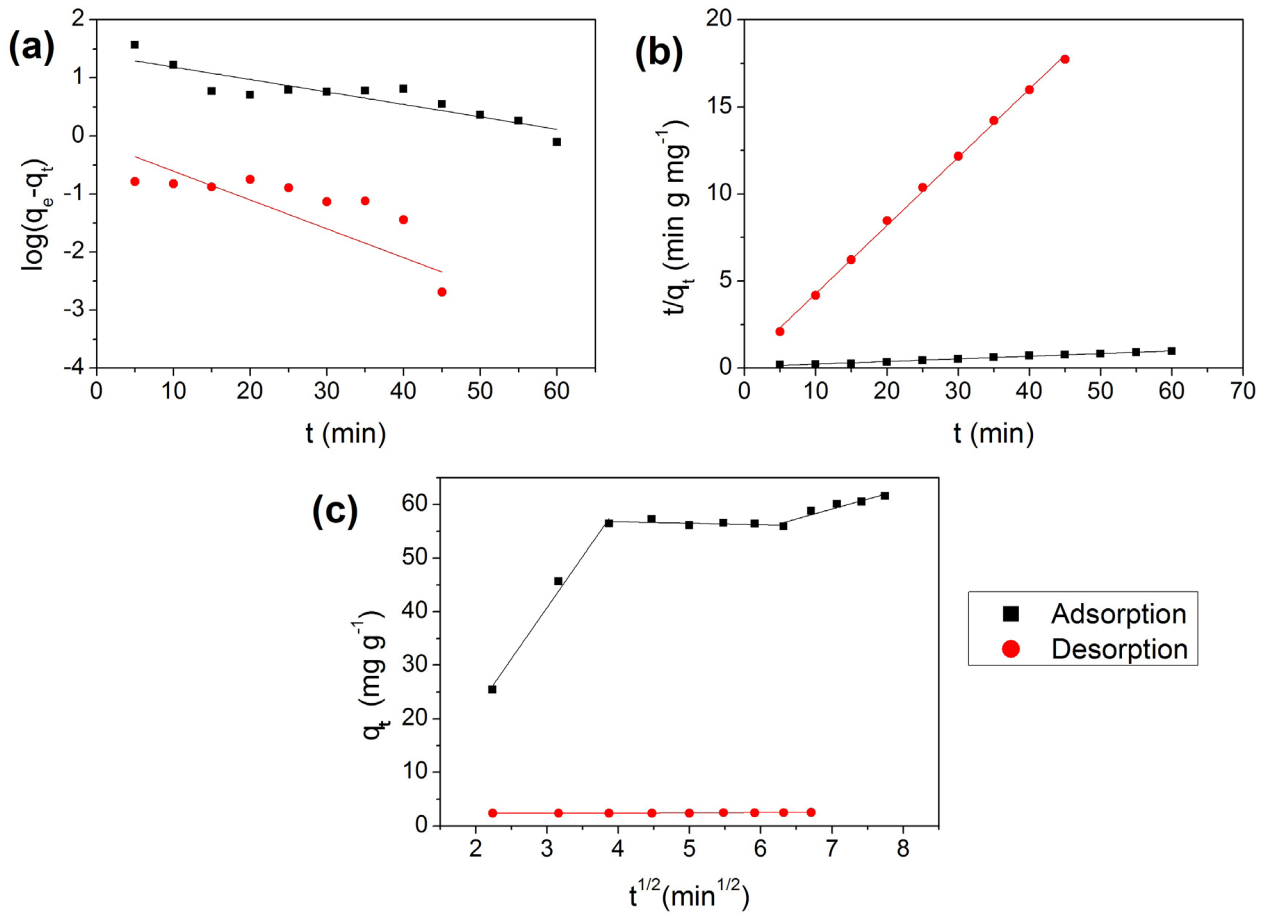 (a)
2
1
0
-1
-2
-3
-4
log(qe-qt)
0 10 20 30 40 50 60
t (min)
(b)
20
15
10
5
0
t/qt (min g mg-1)
0 10 20 30 40 50 60 70
t (min)
(c)
60
50
40
30
20
10
0
qt (mg g-1)
2 3 4 5 6 7 8
t1/2(min1/2)
Adsorption
Desorption